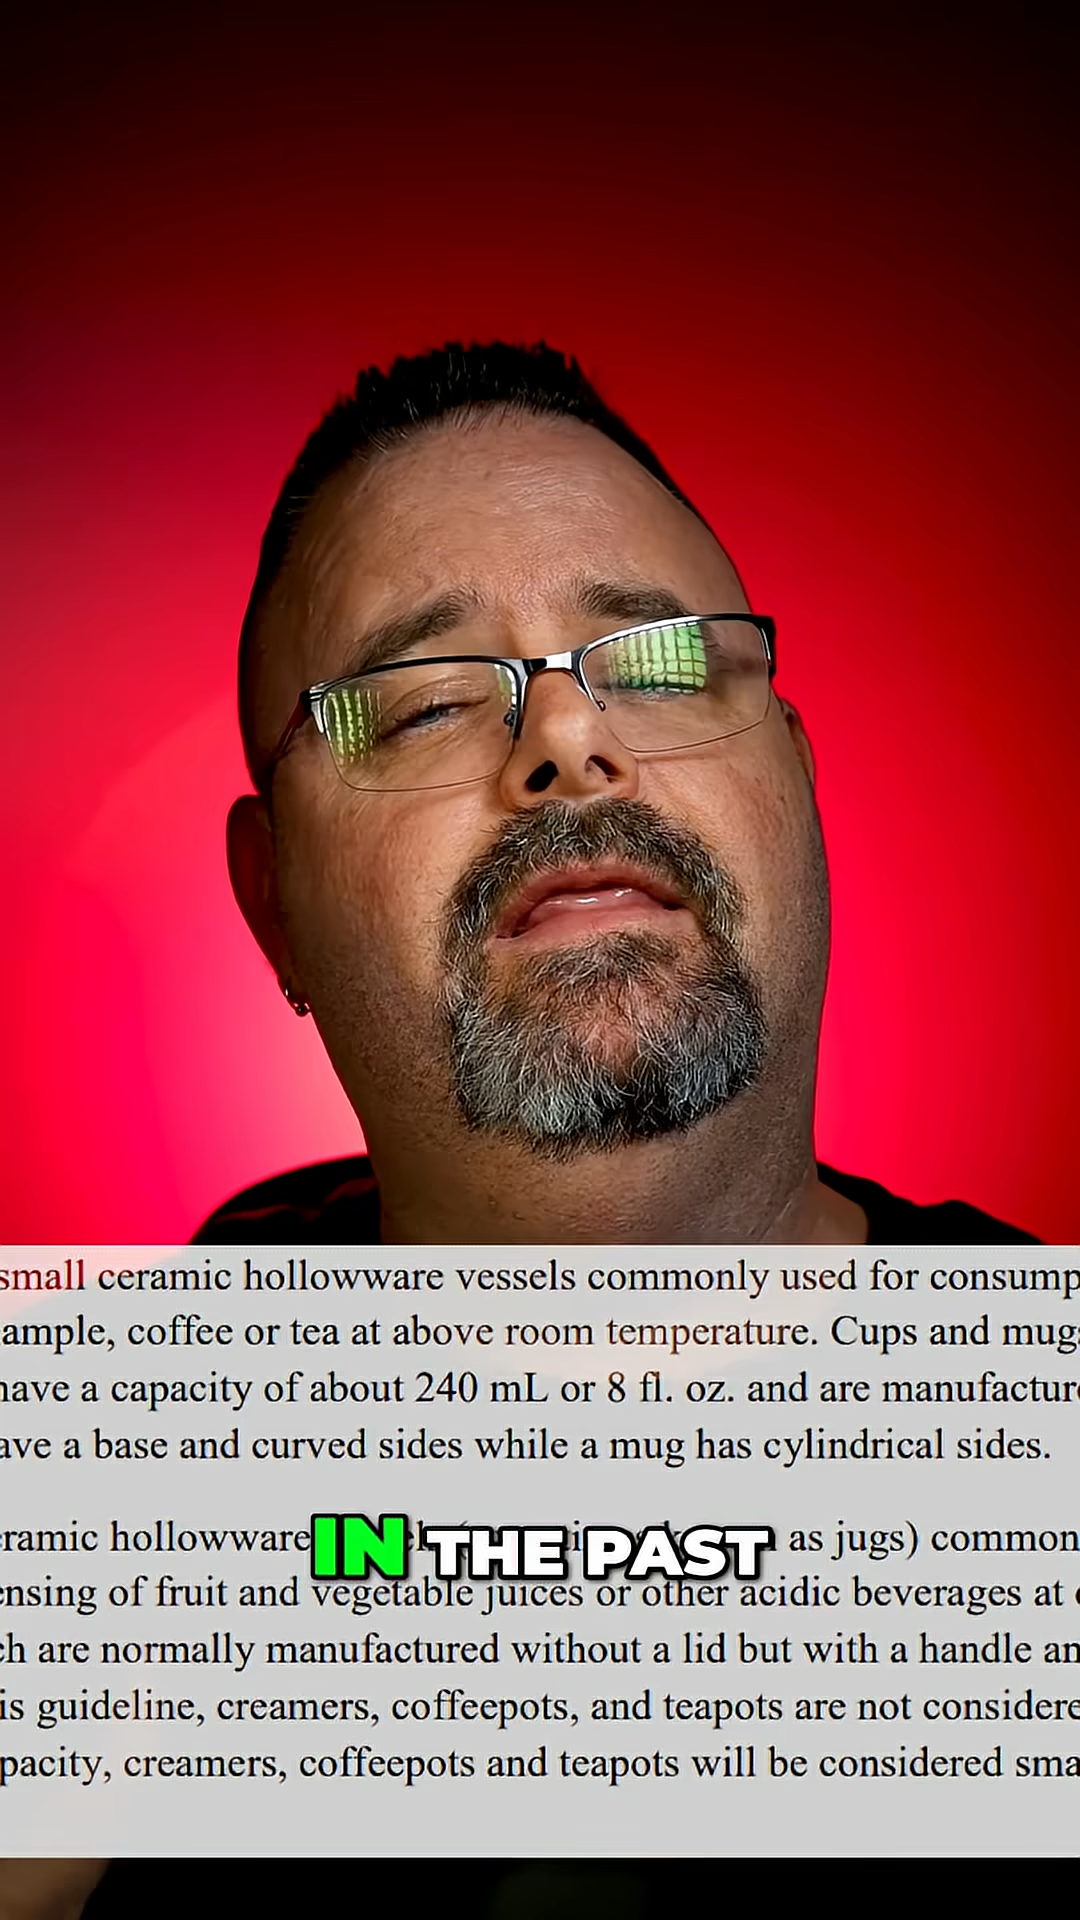 small ceramic hollowware vessels commonly used for consump
ample, coffee or tea at above room temperature. Cups and mugs
have a capacity of about 240 mL or 8 fl. oz. and are manufactur
ave a base and curved sides while a mug has cylindrical sides.
eramic hollowware as jugs) common
IN THE PAST
ensing of fruit and vegetable juices or other acidic beverages at
ch are normally manufactured without a lid but with a handle an
is guideline, creamers, coffeepots, and teapots are not considere
pacity, creamers, coffeepots and teapots will be considered sma